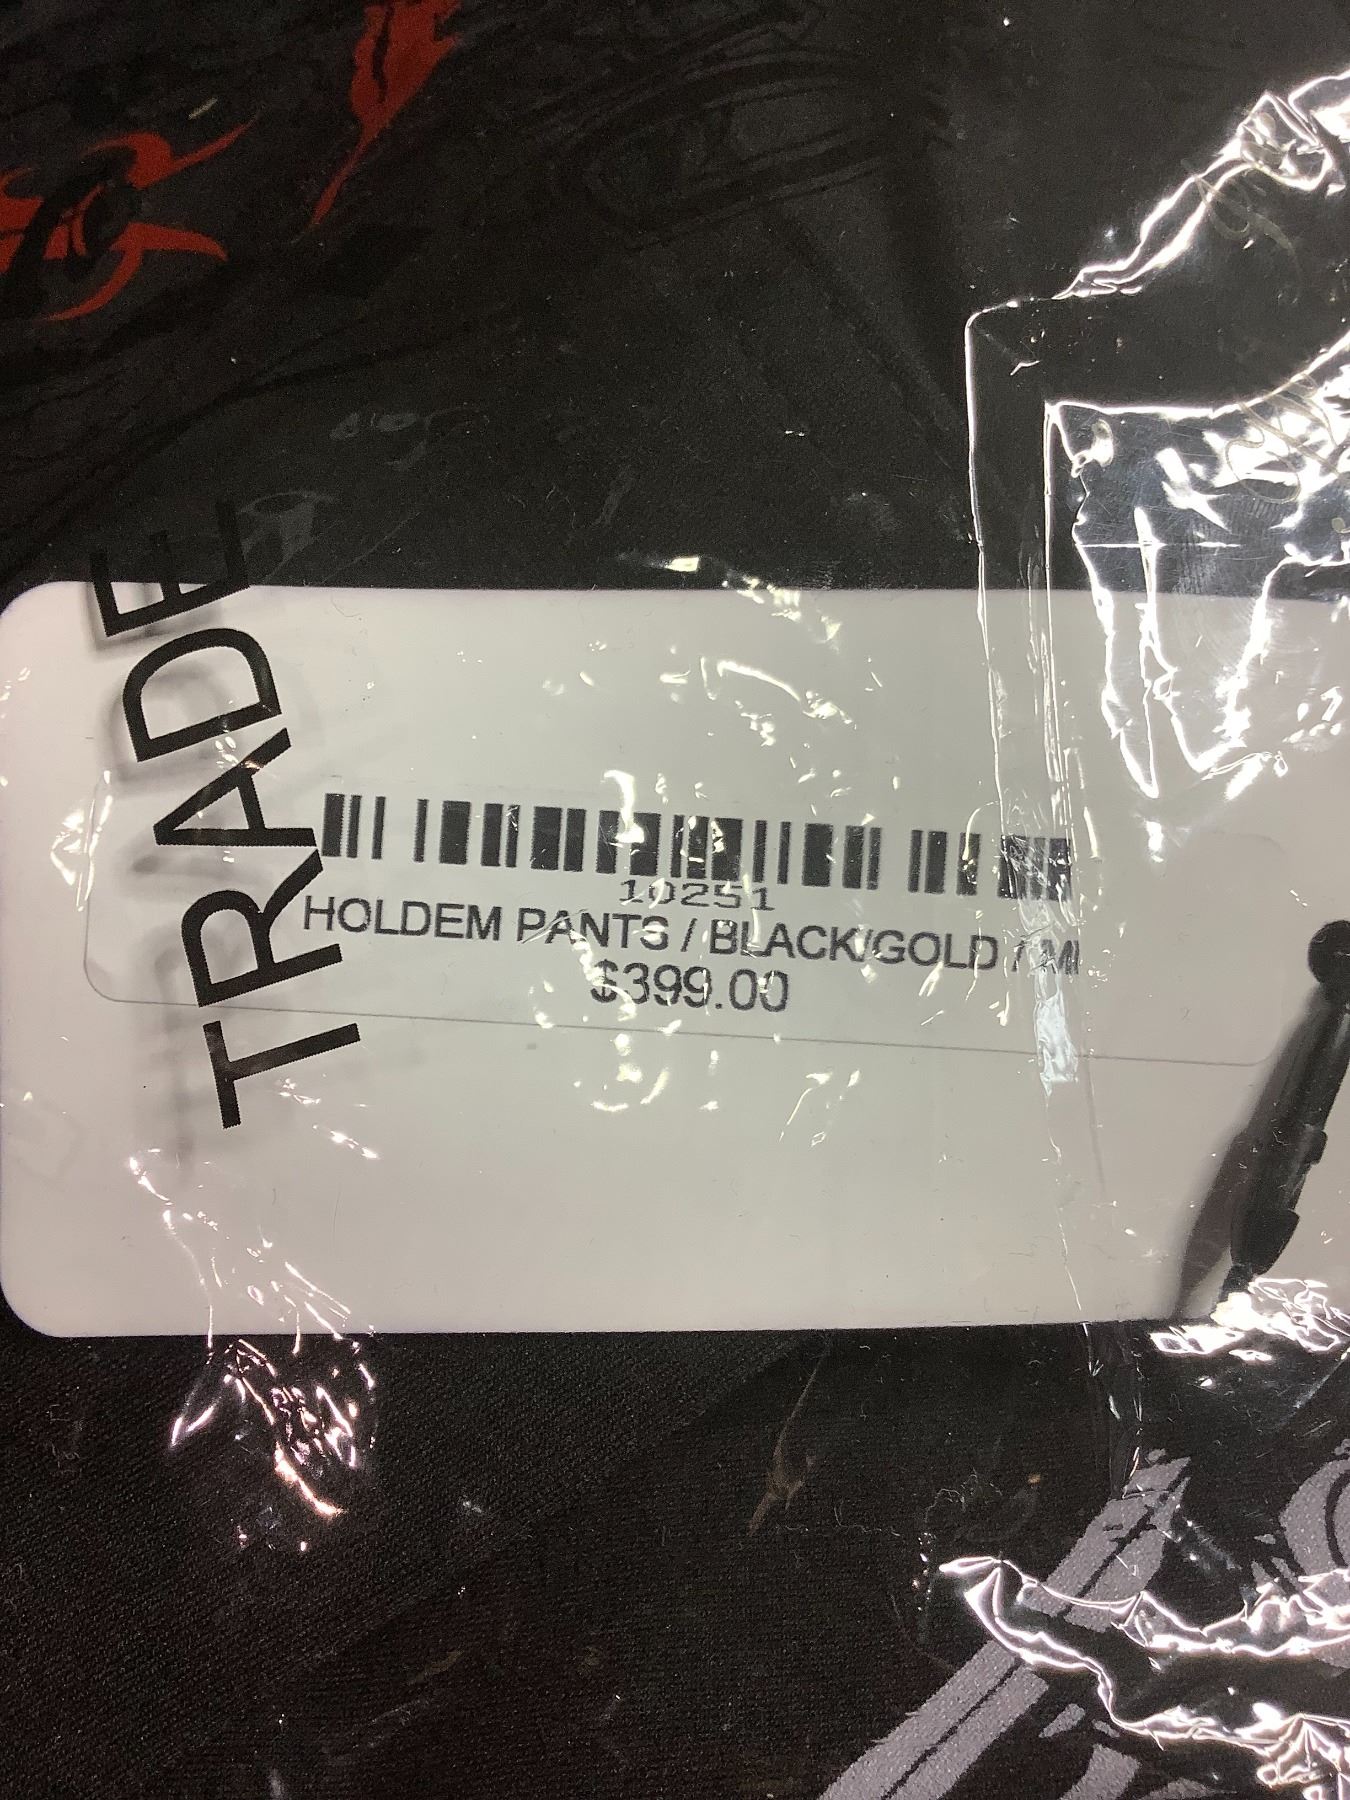 TRADE
10251
HOLDEM PANTS / BLACK/GOLD / M
$399.00